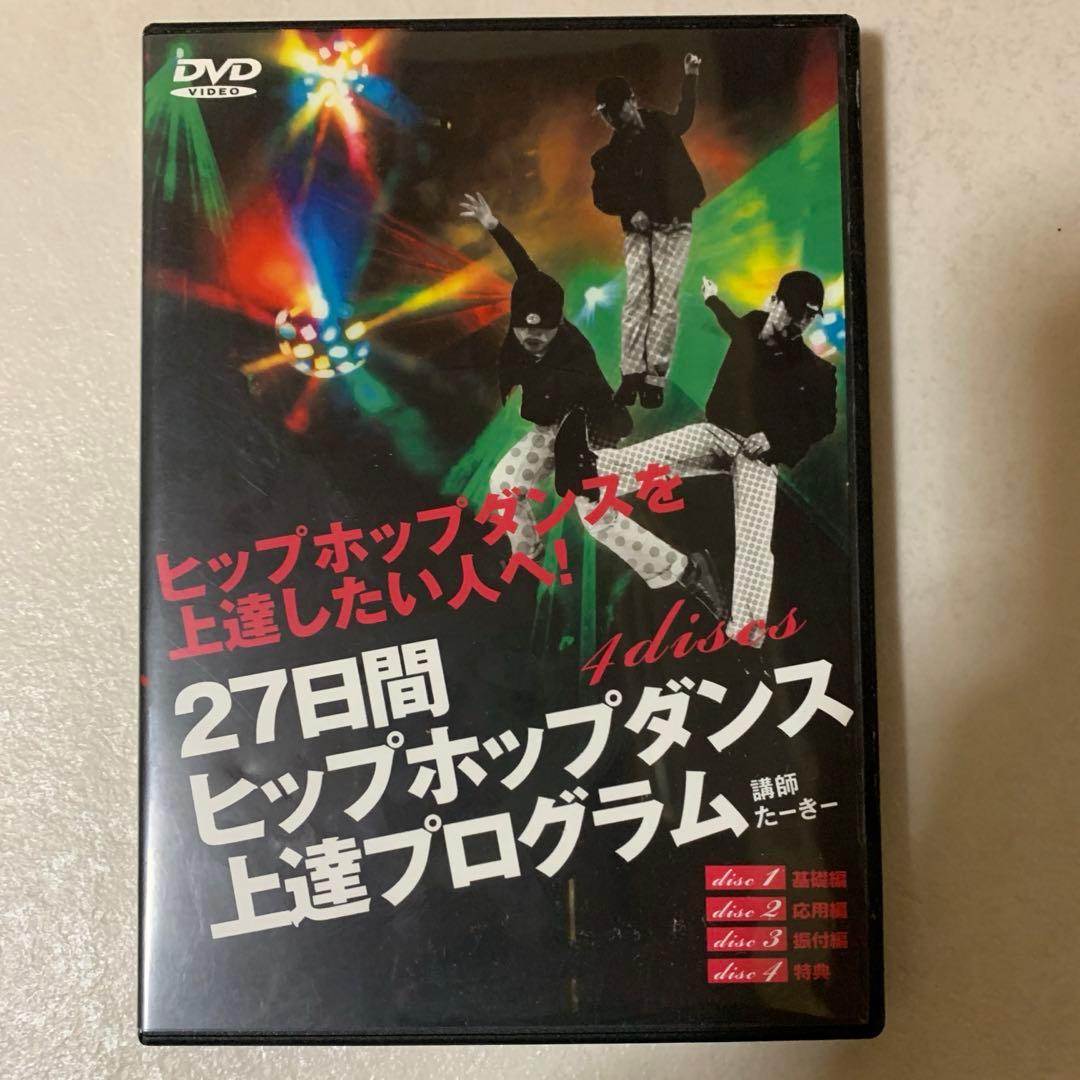 DVD
VIDEO
ヒップホップダンスを
上達したい人へ!
4discs
27日間
ヒップホップダンス
上達プログラム
講師
たーきー
disc 1 基礎編
disc 2 応用編
disc 3 振付編
disc 4 特典